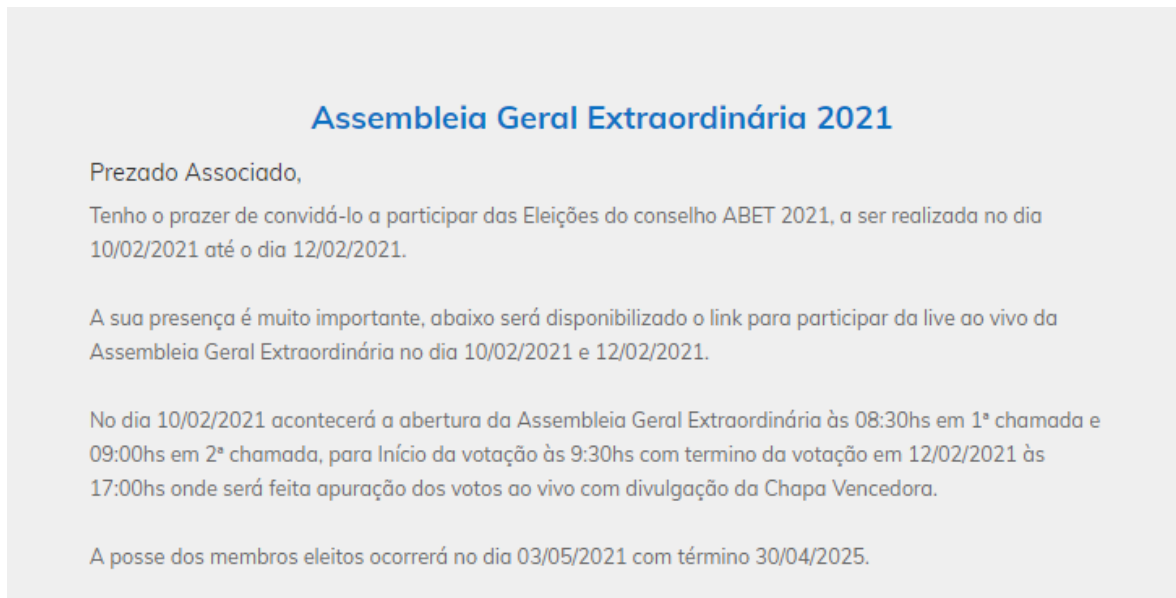 Assembleia Geral Extraordinária 2021
Prezado Associado,
Tenho o prazer de convidá-lo a participar das Eleições do conselho ABET 2021, a ser realizada no dia
10/02/2021 até o dia 12/02/2021.
A sua presença é muito importante, abaixo será disponibilizado o link para participar da live ao vivo da
Assembleia Geral Extraordinária no dia 10/02/2021 e 12/02/2021.
No dia 10/02/2021 acontecerá a abertura da Assembleia Geral Extraordinária às 08:30hs em 1ª chamada e
09:00hs em 2ª chamada, para Início da votação às 9:30hs com termino da votação em 12/02/2021 às
17:00hs onde será feita apuração dos votos ao vivo com divulgação da Chapa Vencedora.
A posse dos membros eleitos ocorrerá no dia 03/05/2021 com término 30/04/2025.